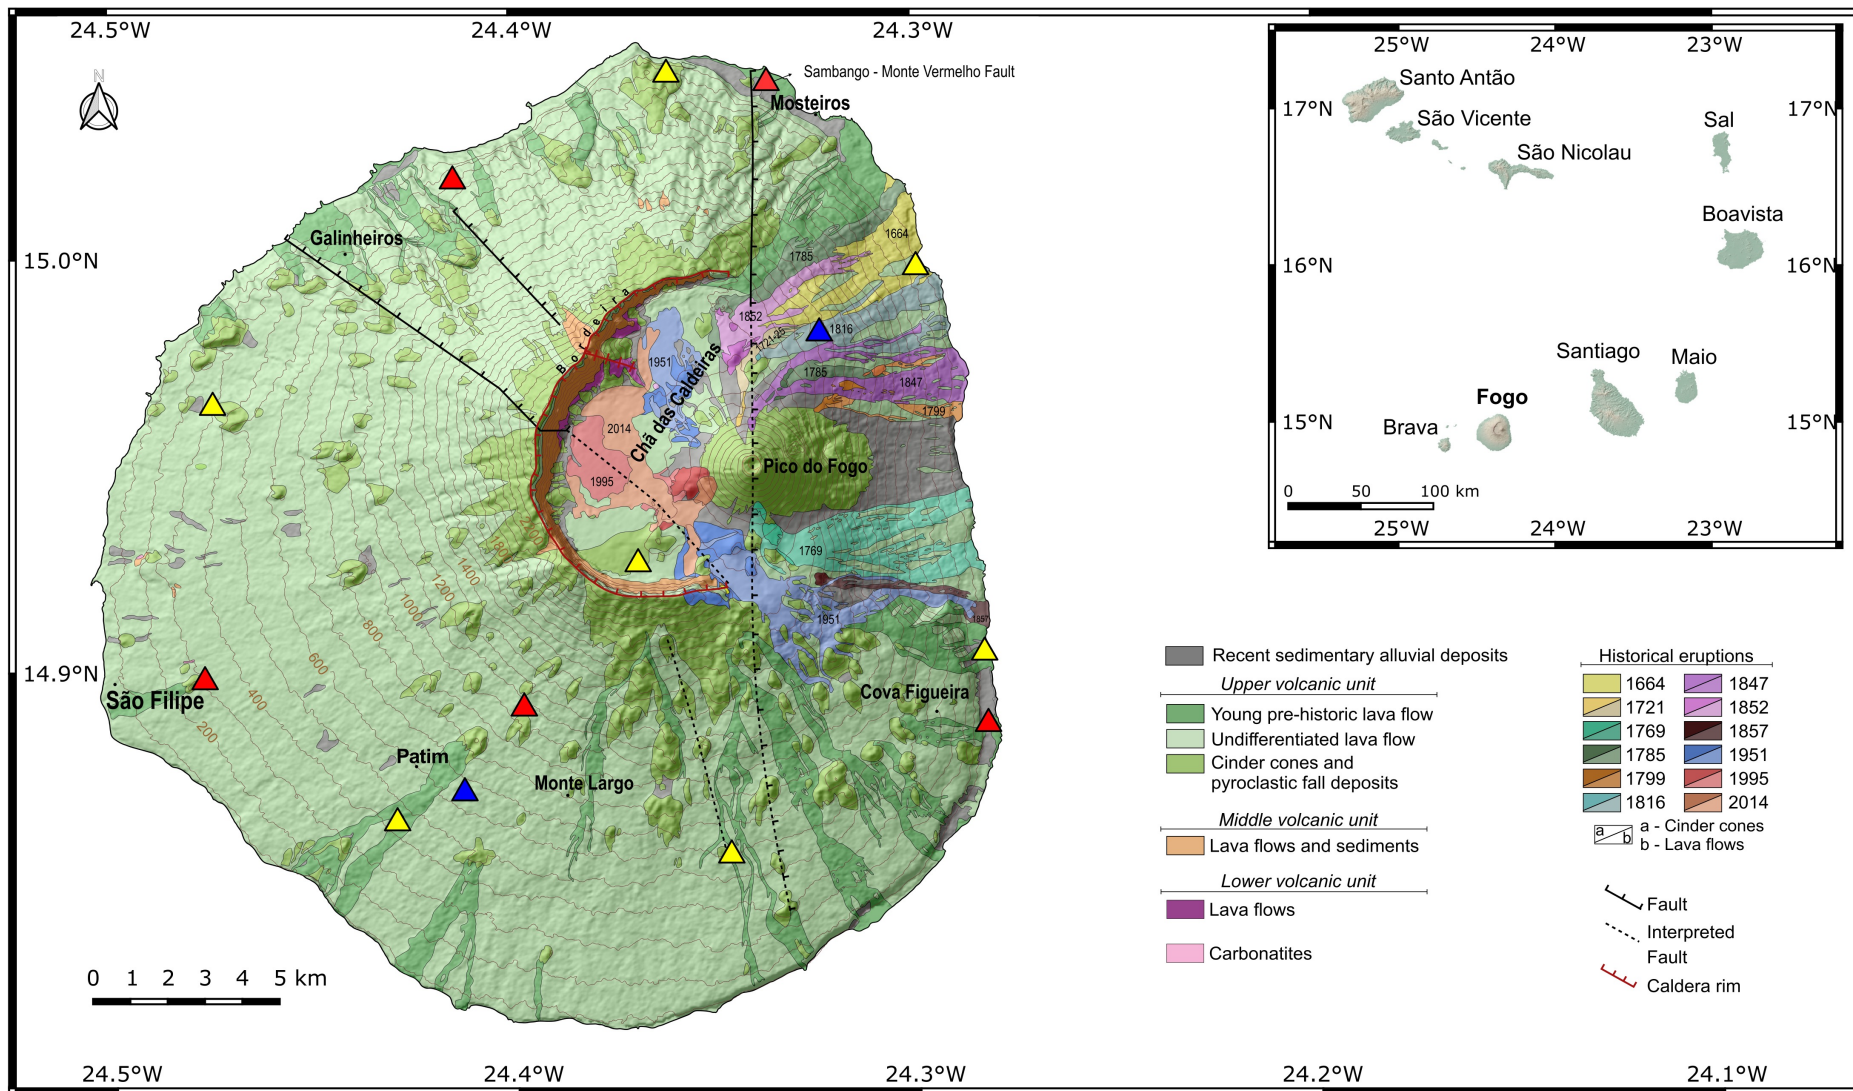 24.5°W
24.4°W
24.3°W
N
Sambango - Monte Vermelho Fault
Mosteiros
Galinheiros
15.0°N
14.9°N
Bordeira
Chã das Caldeiras
Pico do Fogo
1664
1785
1852
1721-25
1816
1951
1785
1847
1799
2014
1995
1769
1951
1857
1800
1400
1200
1000
800
600
400
200
São Filipe
Patim
Monte Largo
Cova Figueira
0 1 2 3 4 5 km
24.5°W
24.4°W
24.3°W
24.2°W
24.1°W
25°W
24°W
23°W
17°N
17°N
16°N
16°N
15°N
15°N
Santo Antão
São Vicente
São Nicolau
Sal
Boavista
Santiago
Maio
Fogo
Brava
0 50 100 km
25°W
24°W
23°W
Recent sedimentary alluvial deposits
Upper volcanic unit
Young pre-historic lava flow
Undifferentiated lava flow
Cinder cones and
pyroclastic fall deposits
Middle volcanic unit
Lava flows and sediments
Lower volcanic unit
Lava flows
Carbonatites
Historical eruptions
1664
1721
1769
1785
1799
1816
1847
1852
1857
1951
1995
2014
a
b
a - Cinder cones
b - Lava flows
Fault
Interpreted
Fault
Caldera rim